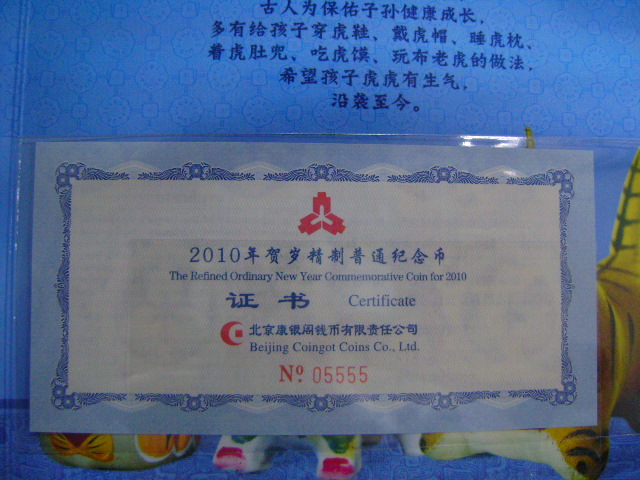 古人为保佑子孙健康成长,
多有给孩子穿虎鞋、戴虎帽、睡虎枕、
着虎肚兜、吃虎馍、玩布老虎的做法,
希望孩子虎虎有生气,
沿袭至今。
2010年贺岁精制普通纪念币
The Refined Ordinary New Year Commemorative Coin for 2010
证书 Certificate
北京康银阁钱币有限责任公司
Beijing Coingot Coins Co., Ltd.
Nº 05555